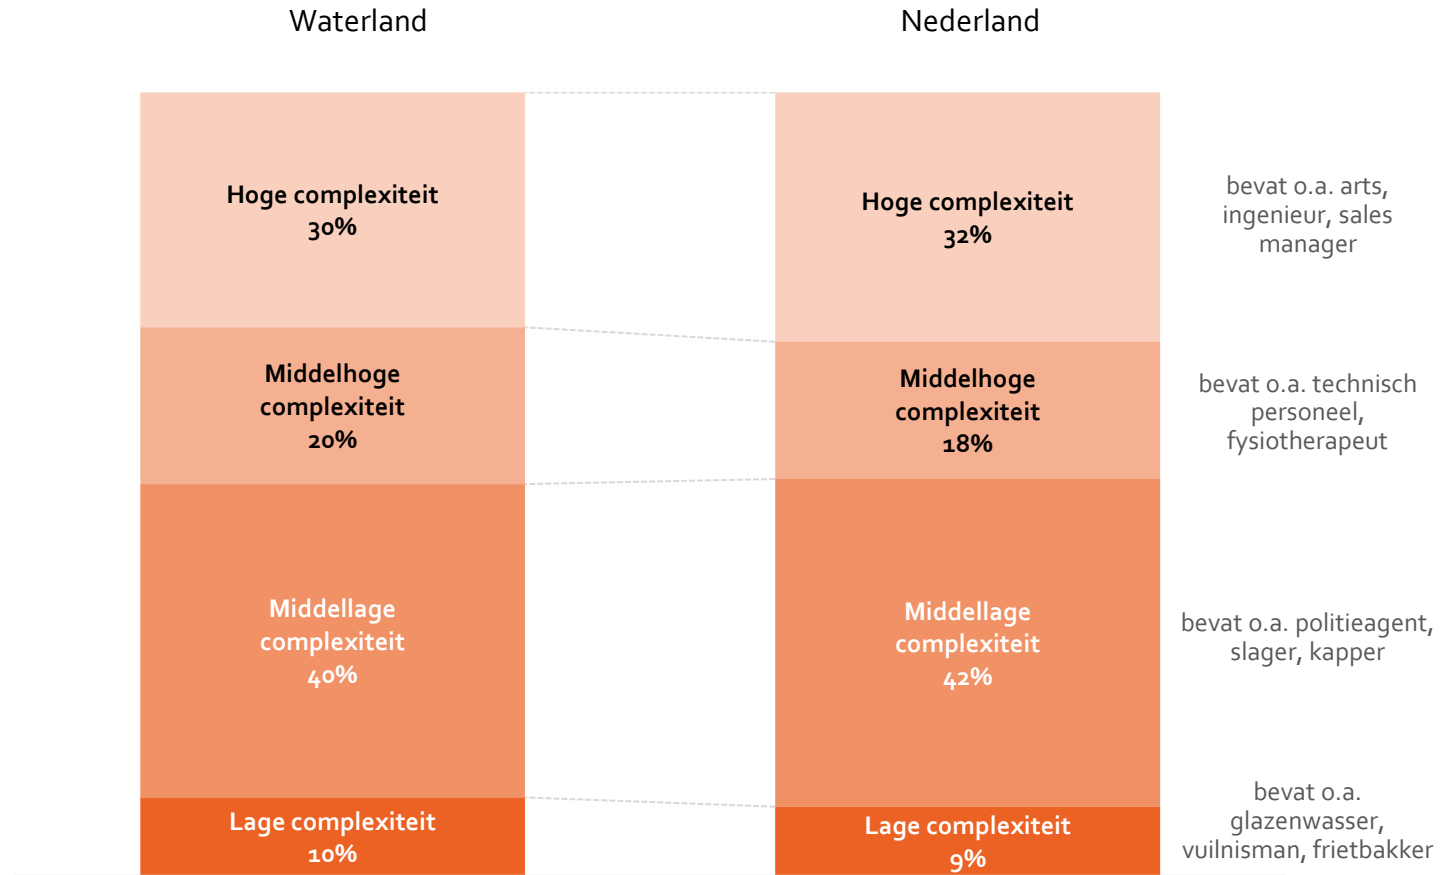 Waterland
Nederland
Hoge complexiteit
30%
Hoge complexiteit
32%
bevat o.a. arts,
ingenieur, sales
manager
Middelhoge
complexiteit
20%
Middelhoge
complexiteit
18%
bevat o.a. technisch
personeel,
fysiotherapeut
Middellage
complexiteit
40%
Middellage
complexiteit
42%
bevat o.a. politieagent,
slager, kapper
Lage complexiteit
10%
Lage complexiteit
9%
bevat o.a.
glazenwasser,
vuilnisman, frietbakker